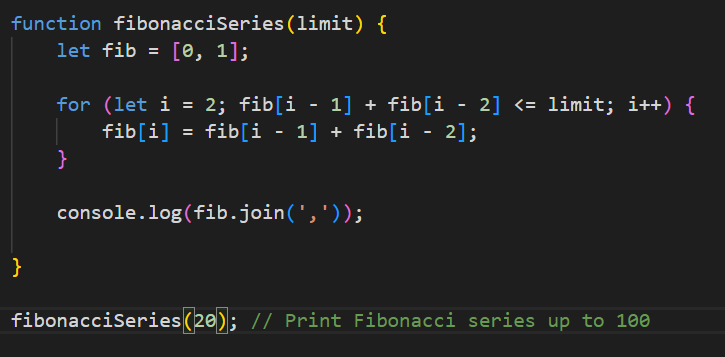 function fibonacciSeries(limit) {
    let fib = [0, 1];
    for (let i = 2; fib[i - 1] + fib[i - 2] <= limit; i++) {
        fib[i] = fib[i - 1] + fib[i - 2];
    }
    console.log(fib.join(','));
}
fibonacciSeries(20); // Print Fibonacci series up to 100